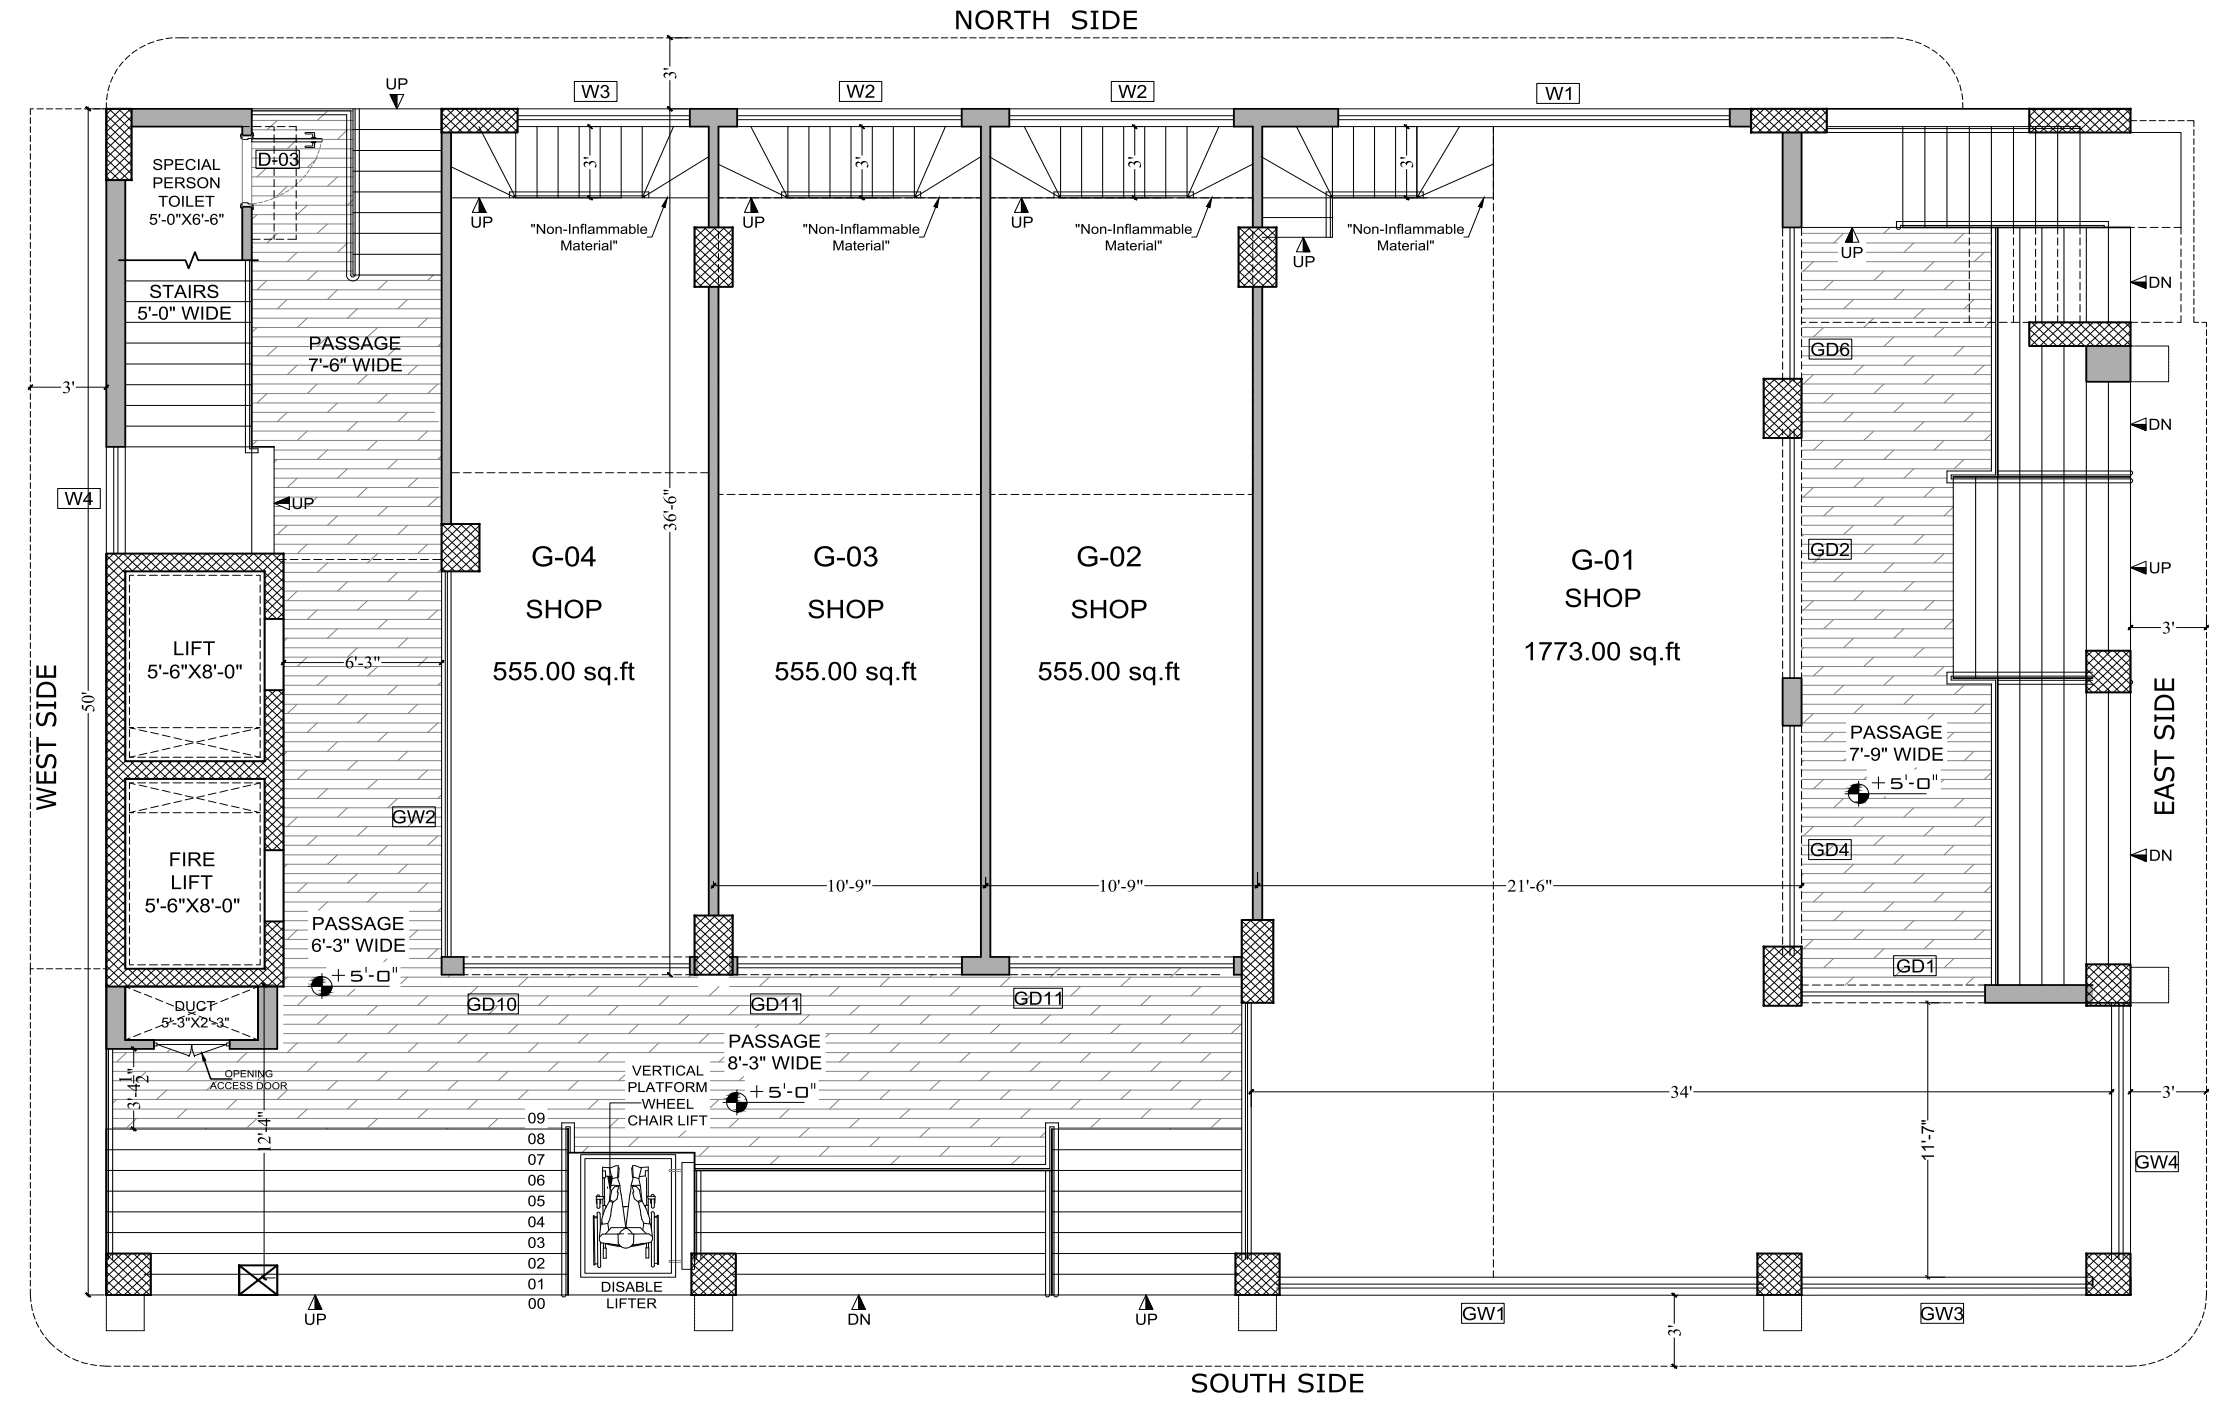 NORTH SIDE
3'
UP
W3
W2
W2
W1
D-03
SPECIAL
PERSON
TOILET
5'-0"X6'-6"
3'
3'
3'
3'
UP
UP
UP
UP
UP
"Non-Inflammable
Material"
"Non-Inflammable
Material"
"Non-Inflammable
Material"
"Non-Inflammable
Material"
DN
STAIRS
5'-0" WIDE
PASSAGE
7'-6" WIDE
GD6
3'
DN
W4
UP
36'-6"
G-04
SHOP
555.00 sq.ft
G-03
SHOP
555.00 sq.ft
G-02
SHOP
555.00 sq.ft
G-01
SHOP
1773.00 sq.ft
GD2
UP
3'
LIFT
5'-6"X8'-0"
6'-3"
WEST SIDE
50'
EAST SIDE
PASSAGE
7'-9" WIDE
+5'-0"
GW2
GD4
DN
FIRE
LIFT
5'-6"X8'-0"
10'-9"
10'-9"
21'-6"
PASSAGE
6'-3" WIDE
+5'-0"
GD1
DUCT
5'-3"X2'-3"
GD10
GD11
GD11
OPENING
ACCESS DOOR
3'-4 1/2"
12'-4"
VERTICAL
PLATFORM
WHEEL
CHAIR LIFT
PASSAGE
8'-3" WIDE
+5'-0"
34'
3'
11'-7"
GW4
09
08
07
06
05
04
03
02
01
00
DISABLE
LIFTER
UP
DN
UP
GW1
GW3
3'
SOUTH SIDE